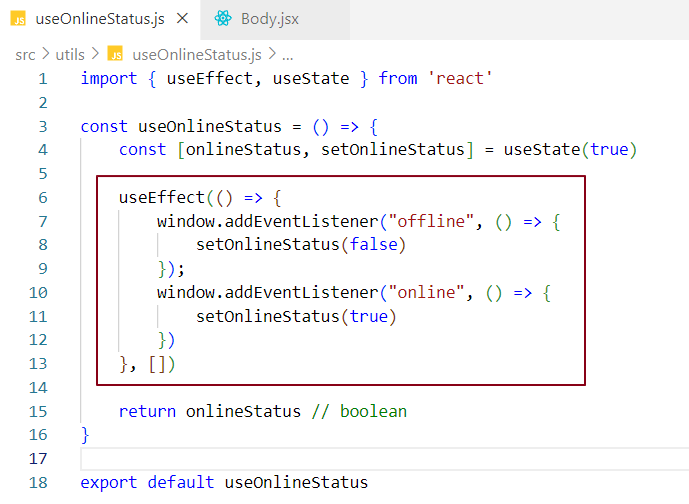 JS useOnlineStatus.js × Body.jsx
src > utils > JS useOnlineStatus.js > ...
1 import { useEffect, useState } from 'react'
2
3 const useOnlineStatus = () => {
4     const [onlineStatus, setOnlineStatus] = useState(true)
5
6     useEffect(() => {
7         window.addEventListener("offline", () => {
8             setOnlineStatus(false)
9         });
10         window.addEventListener("online", () => {
11             setOnlineStatus(true)
12         })
13     }, [])
14
15     return onlineStatus // boolean
16 }
17
18 export default useOnlineStatus